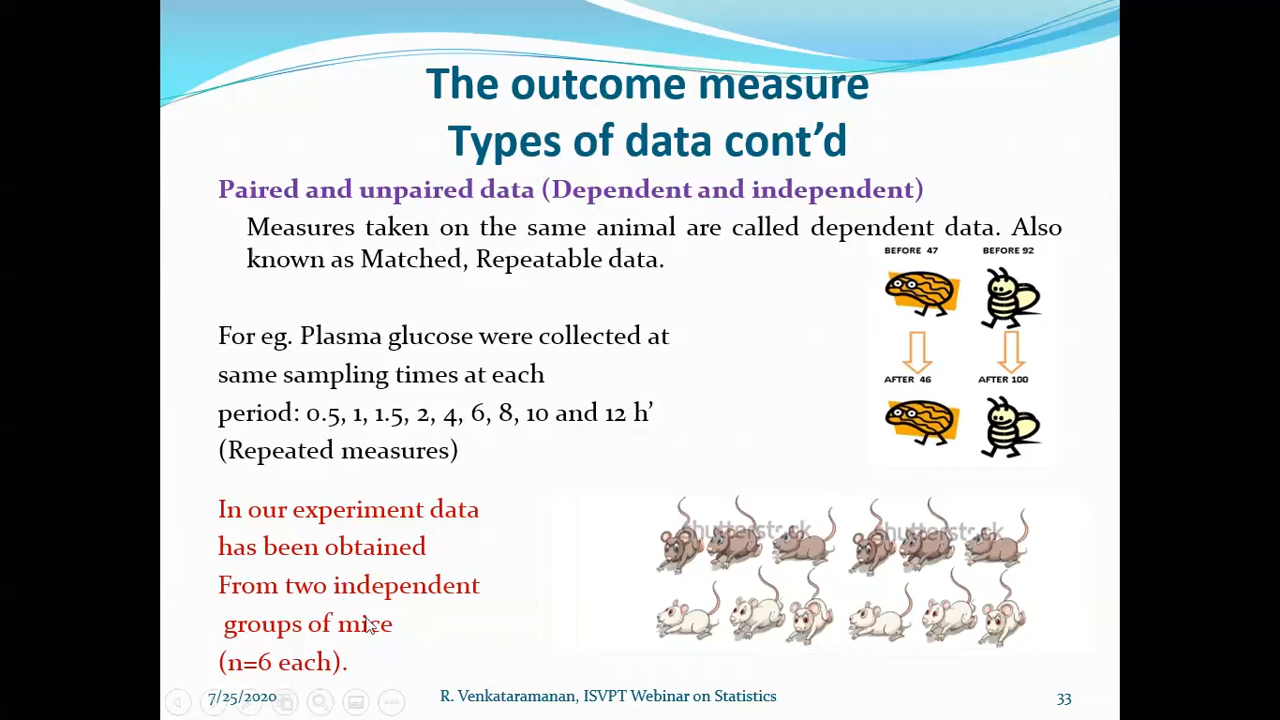 The outcome measure
Types of data cont’d
Paired and unpaired data (Dependent and independent)
Measures taken on the same animal are called dependent data. Also
known as Matched, Repeatable data.
BEFORE 47
BEFORE 92
For eg. Plasma glucose were collected at
same sampling times at each
period: 0.5, 1, 1.5, 2, 4, 6, 8, 10 and 12 h’
(Repeated measures)
AFTER 46
AFTER 100
In our experiment data
has been obtained
From two independent
groups of mice
(n=6 each).
shutterstock
shutterstock
7/25/2020
R. Venkataramanan, ISVPT Webinar on Statistics
33